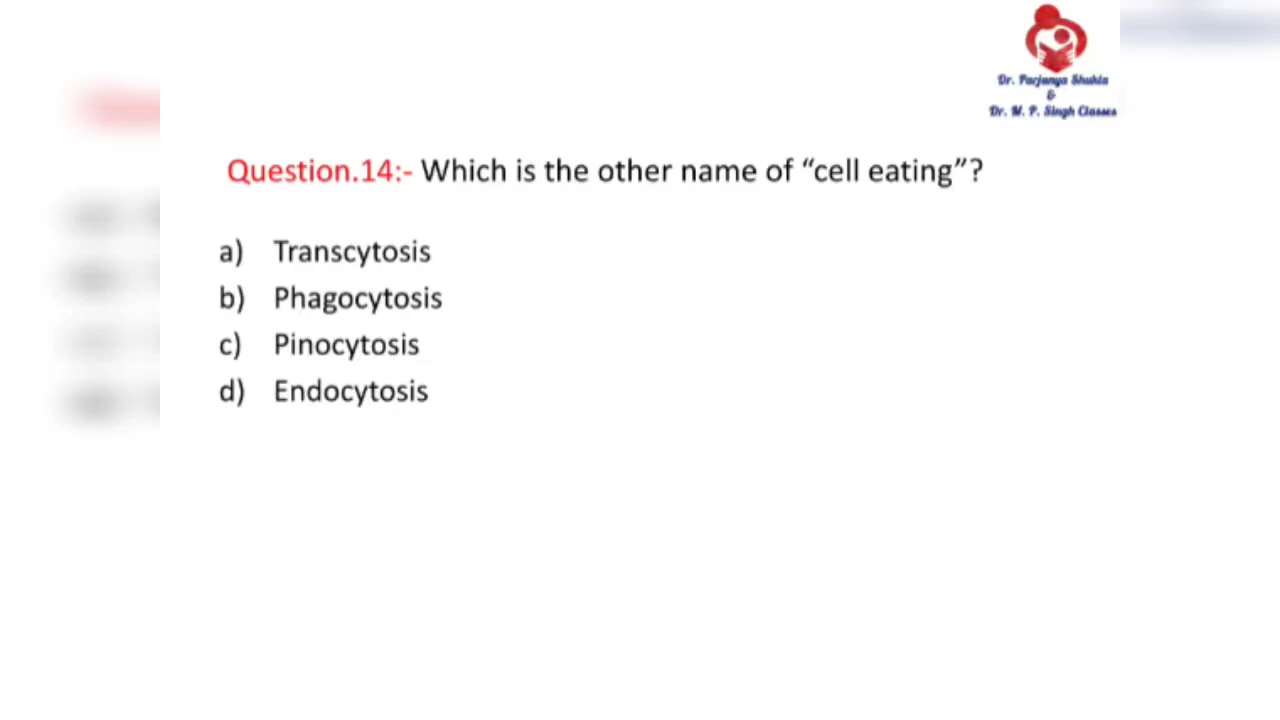 Dr. Parjanya Shukla
&
Dr. M. P. Singh Classes
Question.14:- Which is the other name of “cell eating”?
a) Transcytosis
b) Phagocytosis
c) Pinocytosis
d) Endocytosis